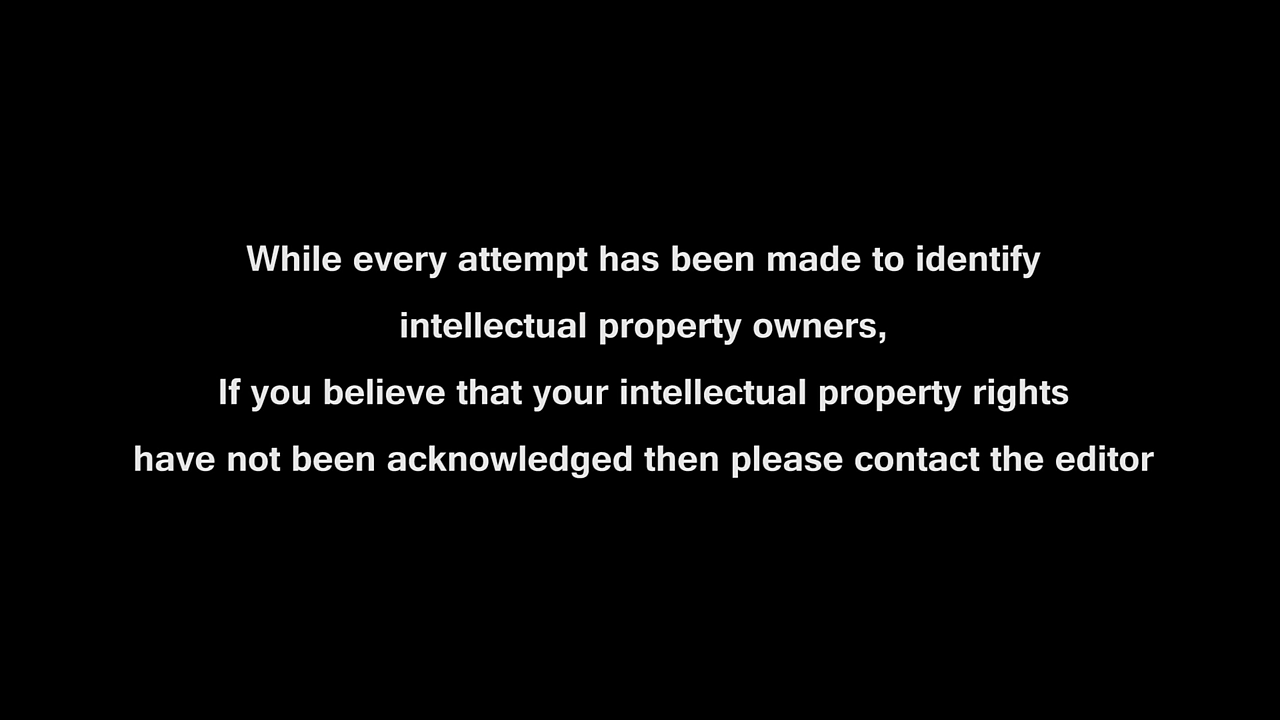 While every attempt has been made to identify
intellectual property owners,
If you believe that your intellectual property rights
have not been acknowledged then please contact the editor